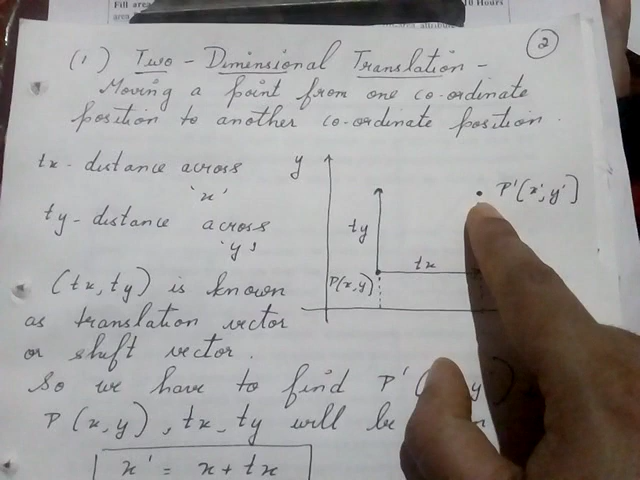 Fill area
10 Hours
2
(1) Two - Dimensional Translation -
Moving a point from one co-ordinate
position to another co-ordinate position.
tx - distance across
'x'
ty - distance across
'y'
(tx, ty) is known
as translation vector
or shift vector.
So we have to find P'(
P(x, y), tx, ty will be
x' = x + tx
y
P'(x', y')
ty
tx
P(x, y)